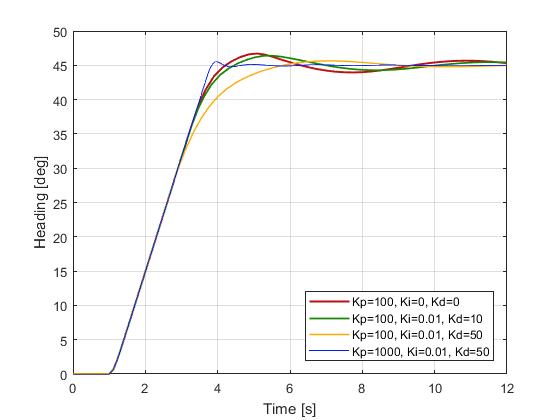 50
45
40
35
30
25
20
15
10
5
0
Heading [deg]
Kp=100, Ki=0, Kd=0
Kp=100, Ki=0.01, Kd=10
Kp=100, Ki=0.01, Kd=50
Kp=1000, Ki=0.01, Kd=50
0 2 4 6 8 10 12
Time [s]